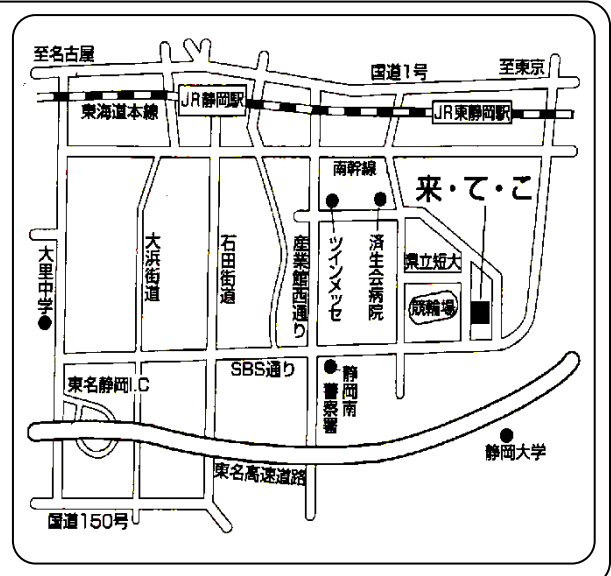 至名古屋
国道1号
至東京
JR静岡駅
JR東静岡駅
東海道本線
南幹線
来・て・こ
大里中学
大浜街道
石田街道
産業館西通り
ツインメッセ
済生会病院
県立短大
競輪場
SBS通り
静岡南
警察署
東名静岡I.C
静岡大学
東名高速道路
国道150号